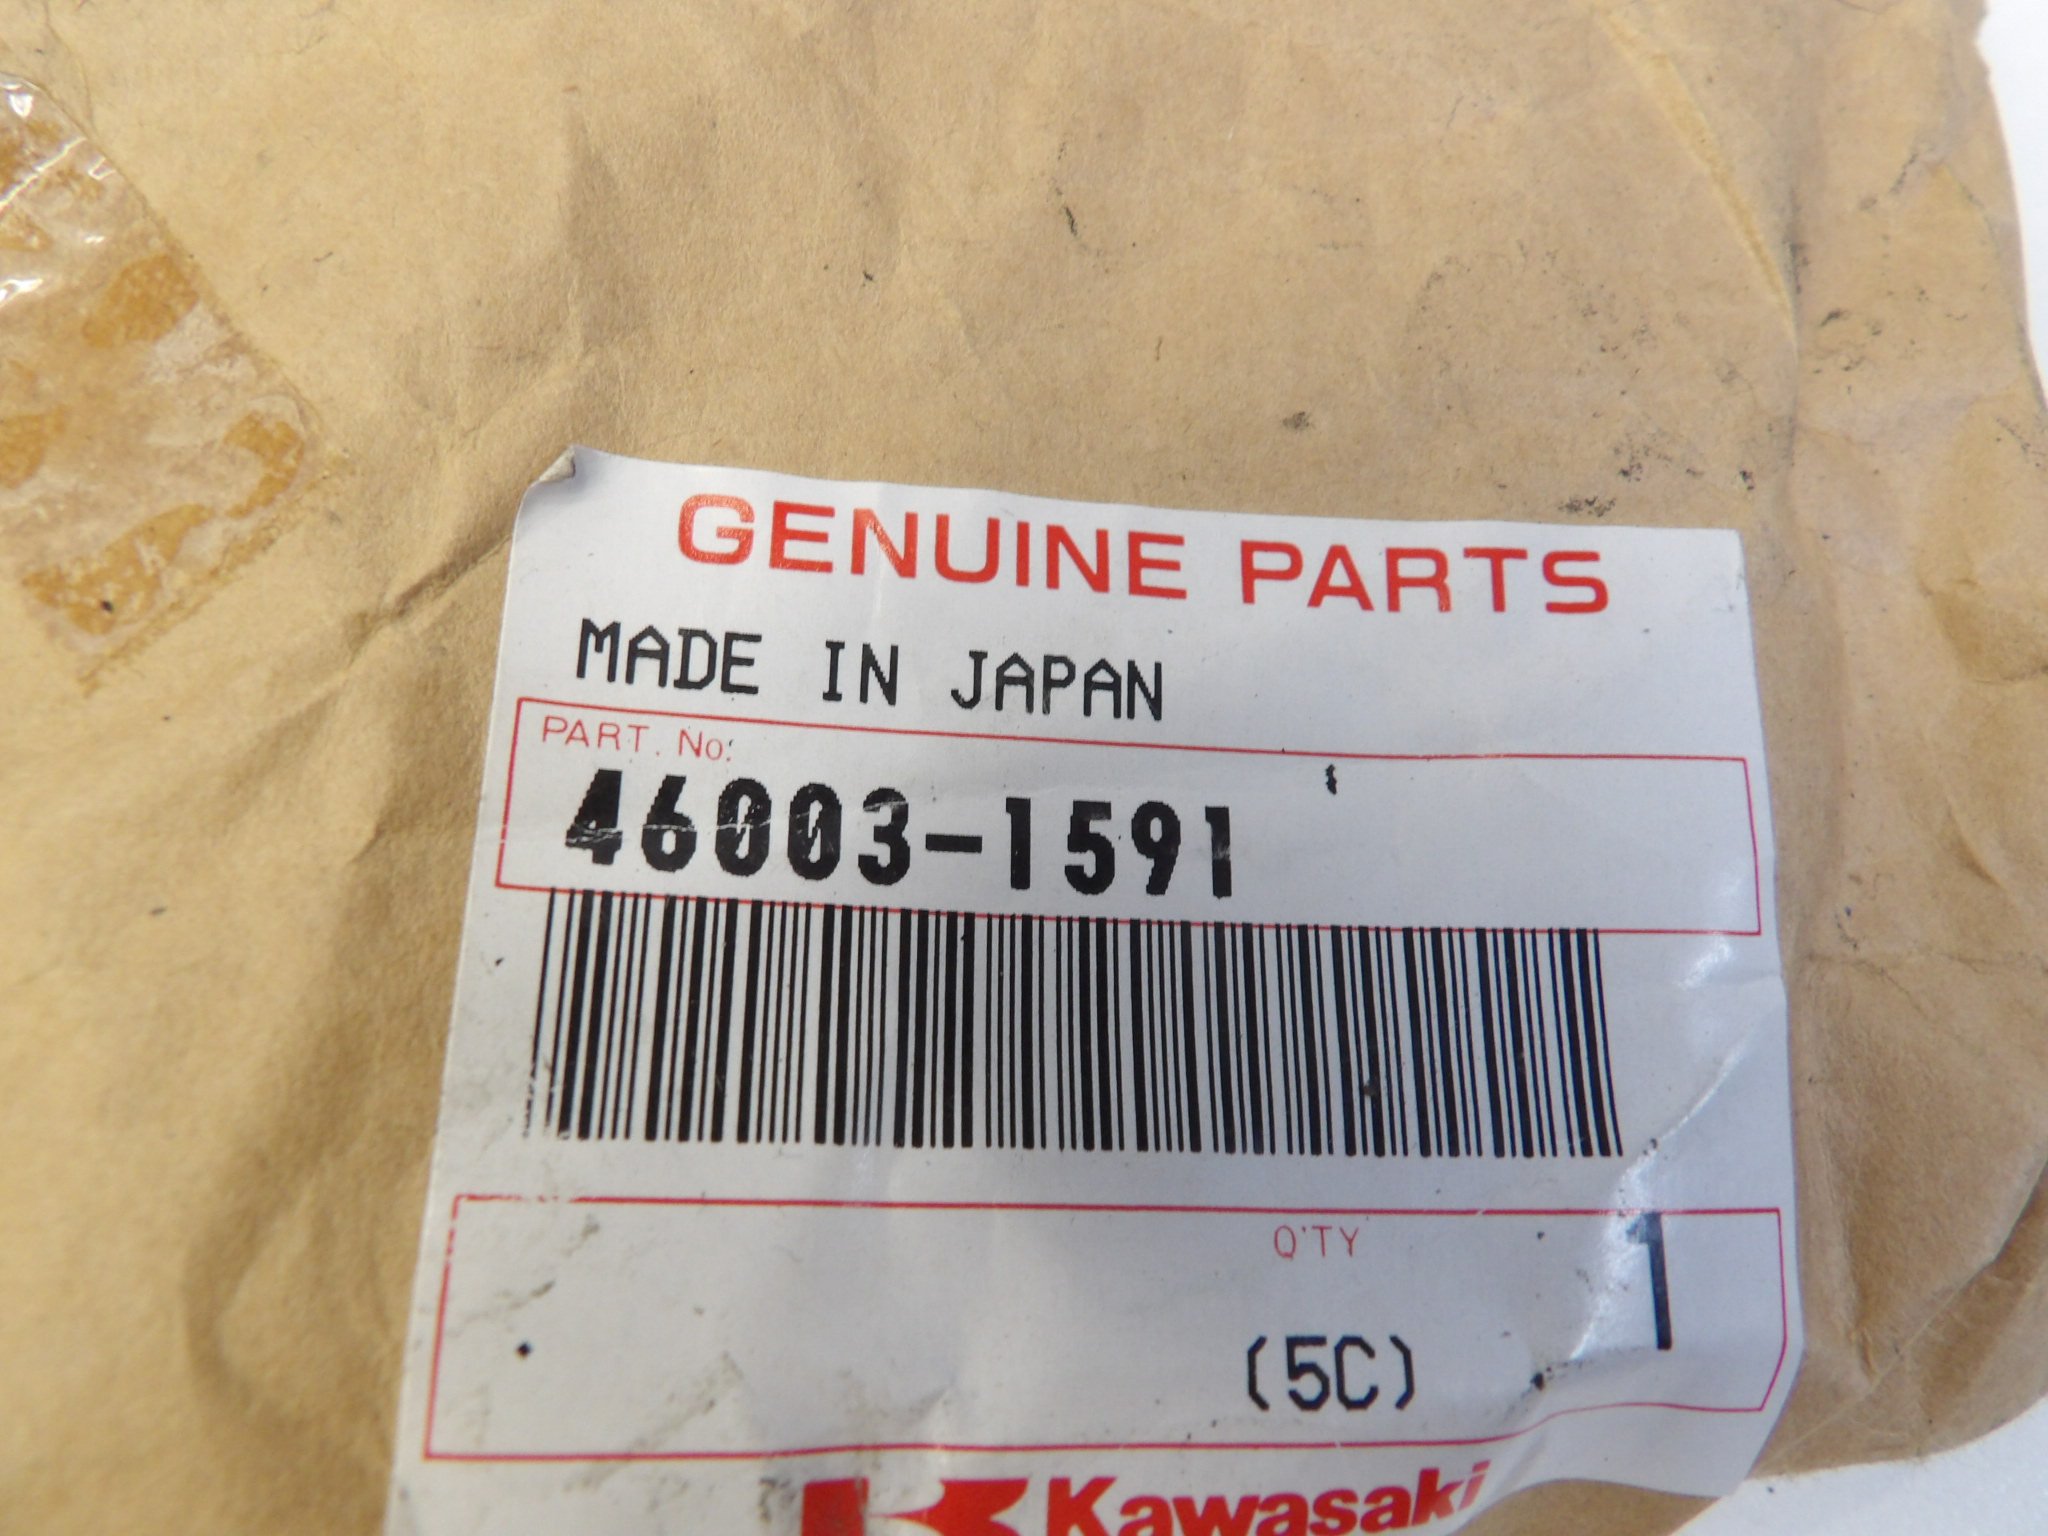 GENUINE PARTS
MADE IN JAPAN
PART. No.
46003-1591
Q'TY 1
(5C)
Kawasaki